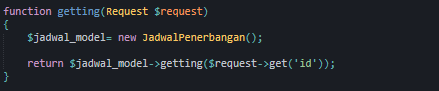 function getting(Request $request)
{
    $jadwal_model= new JadwalPenerbangan();
    return $jadwal_model->getting($request->get('id'));
}